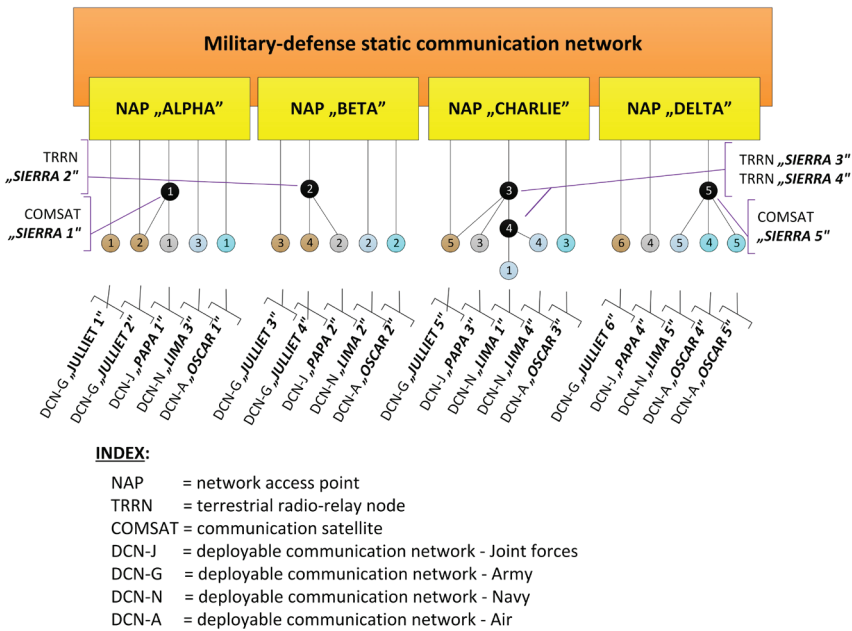 Military-defense static communication network
NAP „ALPHA”
NAP „BETA”
NAP „CHARLIE”
NAP „DELTA”
TRRN
„SIERRA 2"
TRRN „SIERRA 3"
TRRN „SIERRA 4"
COMSAT
„SIERRA 1"
COMSAT
„SIERRA 5"
1
2
3
5
4
1
2
1
3
1
3
4
2
2
2
5
3
4
3
6
4
5
4
5
1
DCN-G „JULLIET 1"
DCN-G „JULLIET 2"
DCN-J „PAPA 1"
DCN-N „LIMA 3"
DCN-A „OSCAR 1"
DCN-G „JULLIET 3"
DCN-G „JULLIET 4"
DCN-J „PAPA 2"
DCN-N „LIMA 2"
DCN-A „OSCAR 2"
DCN-G „JULLIET 5"
DCN-J „PAPA 3"
DCN-N „LIMA 1"
DCN-N „LIMA 4"
DCN-A „OSCAR 3"
DCN-G „JULLIET 6"
DCN-J „PAPA 4"
DCN-N „LIMA 5"
DCN-A „OSCAR 4"
DCN-A „OSCAR 5"
INDEX:
NAP = network access point
TRRN = terrestrial radio-relay node
COMSAT = communication satellite
DCN-J = deployable communication network - Joint forces
DCN-G = deployable communication network - Army
DCN-N = deployable communication network - Navy
DCN-A = deployable communication network - Air